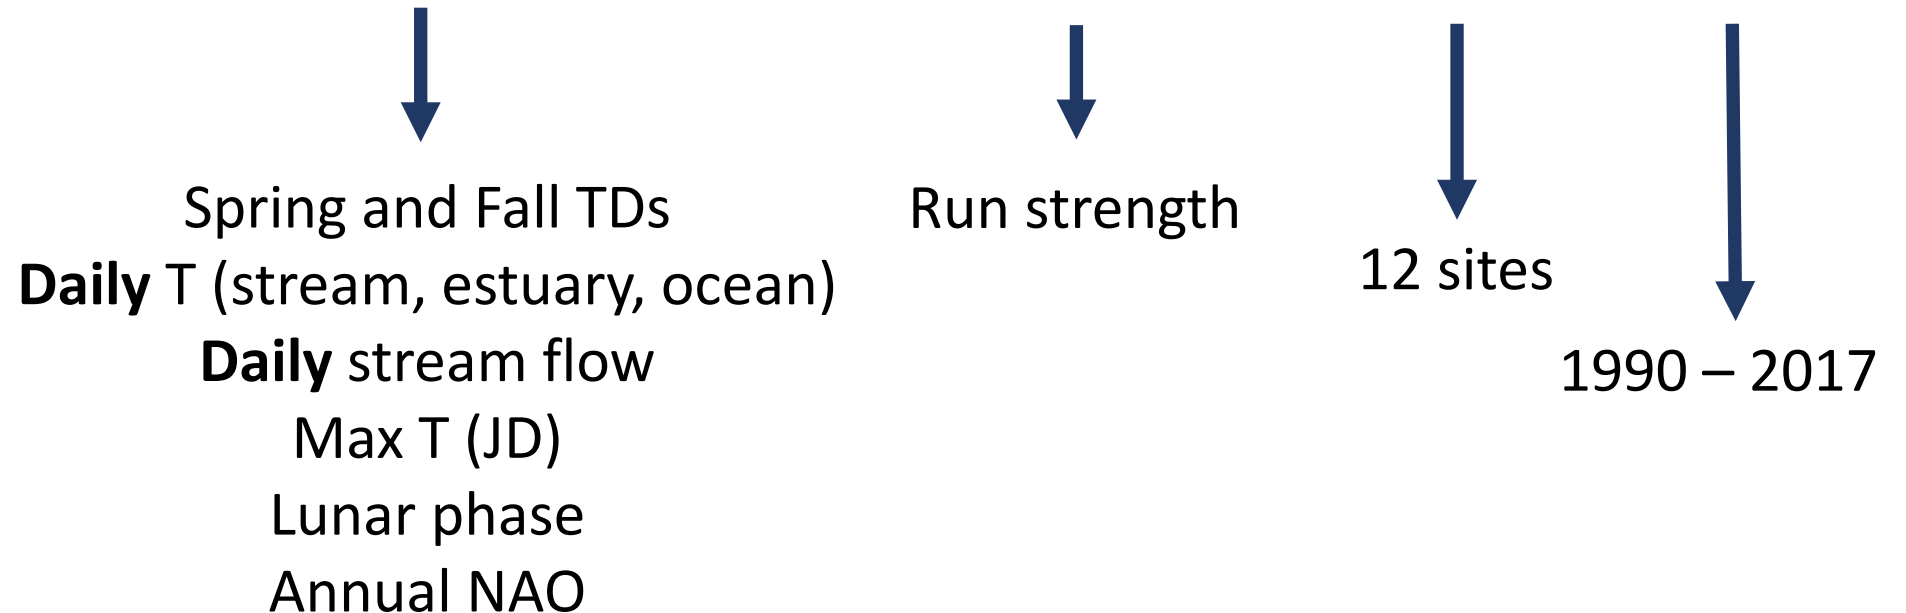 Spring and Fall TDs
Daily T (stream, estuary, ocean)
Daily stream flow
Max T (JD)
Lunar phase
Annual NAO
Run strength
12 sites
1990 – 2017